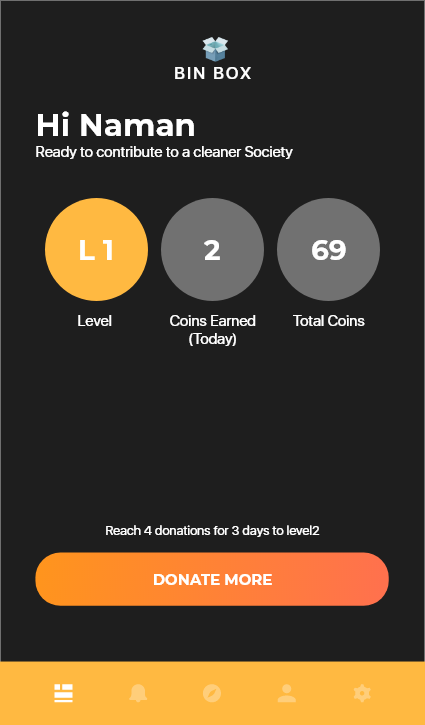 BIN BOX
Hi Naman
Ready to contribute to a cleaner Society
L 1
2
69
Level
Coins Earned
(Today)
Total Coins
Reach 4 donations for 3 days to level2
DONATE MORE